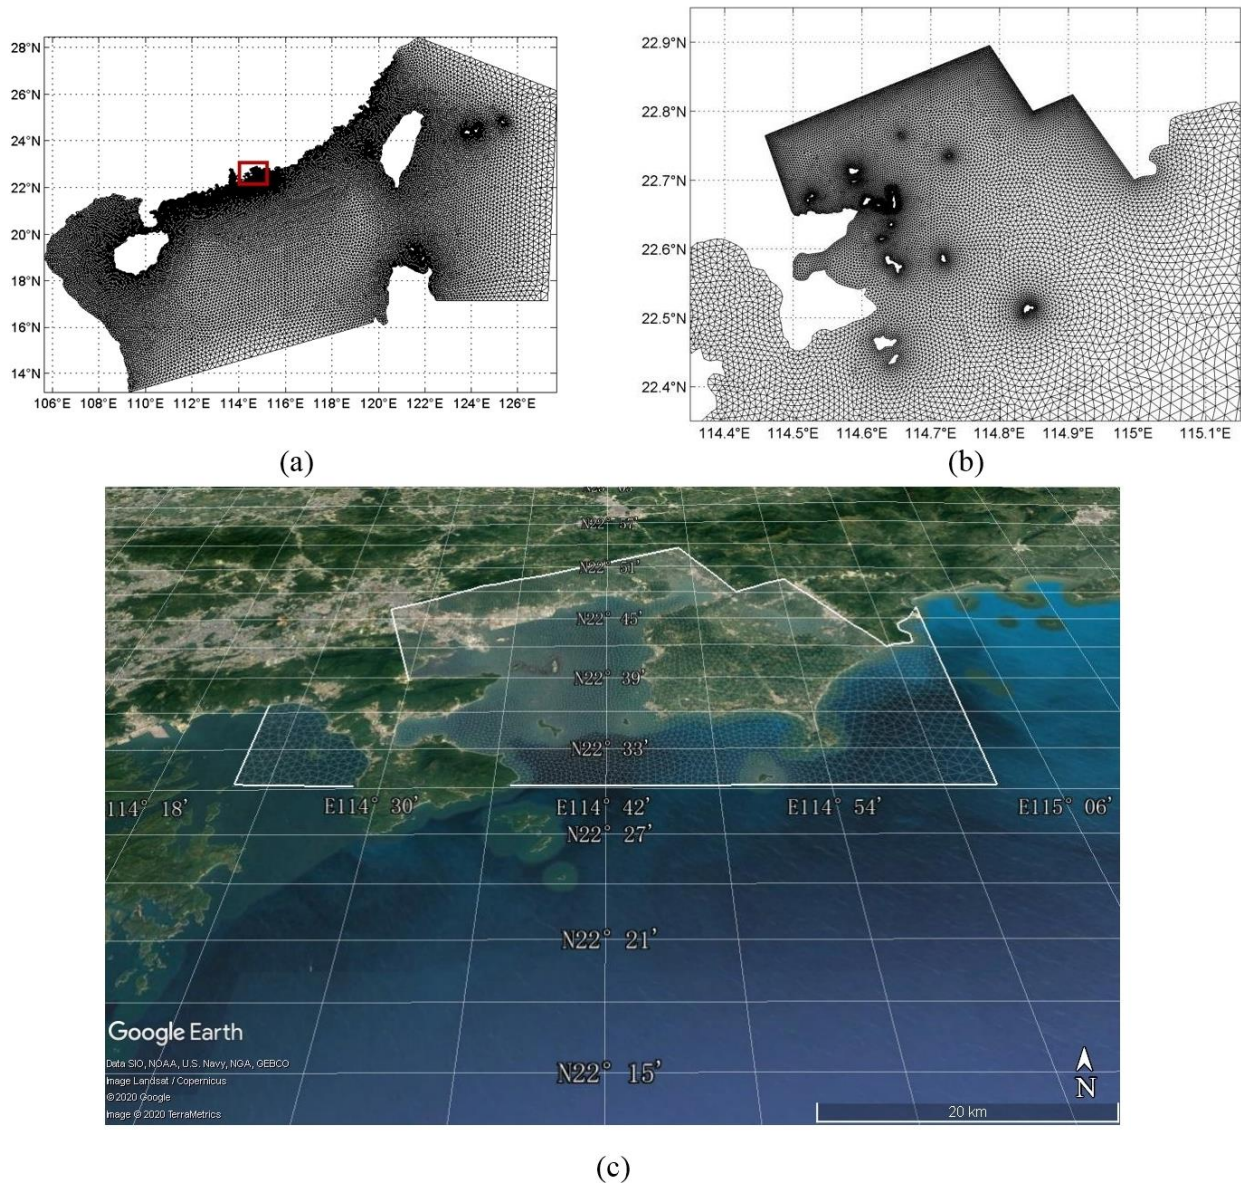 28°N
26°N
24°N
22°N
20°N
18°N
16°N
14°N
106°E 108°E 110°E 112°E 114°E 116°E 118°E 120°E 122°E 124°E 126°E
(a)
22.9°N
22.8°N
22.7°N
22.6°N
22.5°N
22.4°N
114.4°E 114.5°E 114.6°E 114.7°E 114.8°E 114.9°E 115°E 115.1°E
(b)
N22° 57'
N22° 51'
N22° 45'
N22° 39'
N22° 33'
114° 18' E114° 30' E114° 42' E114° 54' E115° 06'
N22° 27'
N22° 21'
N22° 15'
Google Earth
Data SIO, NOAA, U.S. Navy, NGA, GEBCO
Image Landsat / Copernicus
© 2020 Google
Image © 2020 TerraMetrics
N
20 km
(c)